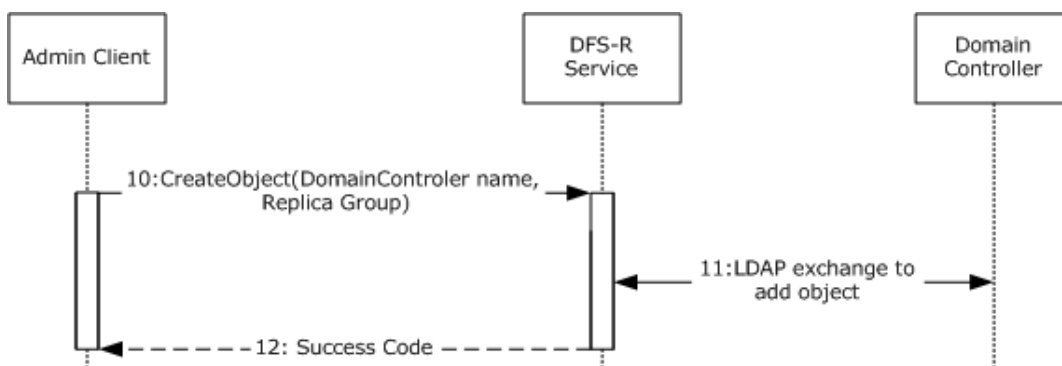 Admin Client
DFS-R
Service
Domain
Controller
10:CreateObject(DomainControler name,
Replica Group)
11:LDAP exchange to
add object
12: Success Code